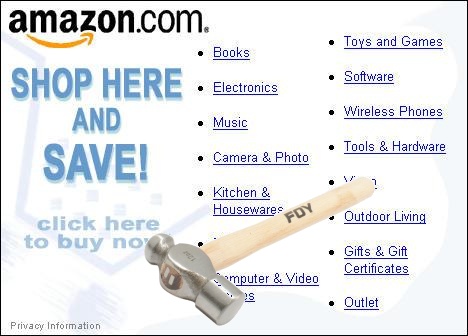 amazon.com.
SHOP HERE
AND
SAVE!
click here
to buy now
Privacy Information
Books
Electronics
Music
Camera & Photo
Kitchen &
Housewares
Computer & Video
Toys and Games
Software
Wireless Phones
Tools & Hardware
Outdoor Living
Gifts & Gift
Certificates
Outlet
FDY